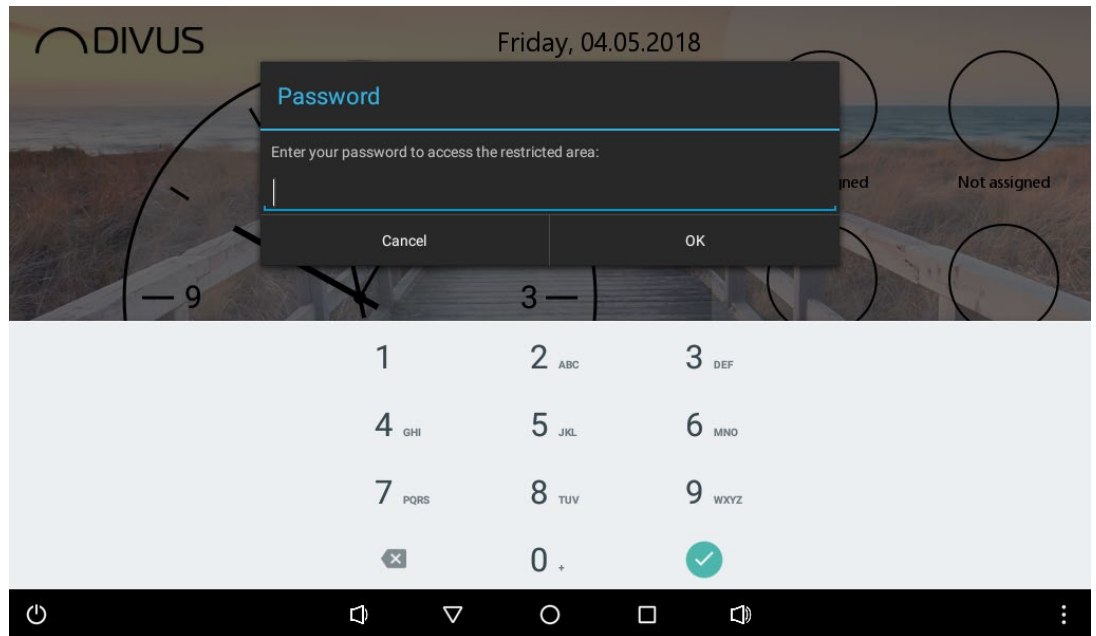 DIVUS
Friday, 04.05.2018
Password
Enter your password to access the restricted area:
gned
Not assigned
Cancel
OK
9
3
1
2 ABC
3 DEF
4 GHI
5 JKL
6 MNO
7 PQRS
8 TUV
9 WXYZ
0 +